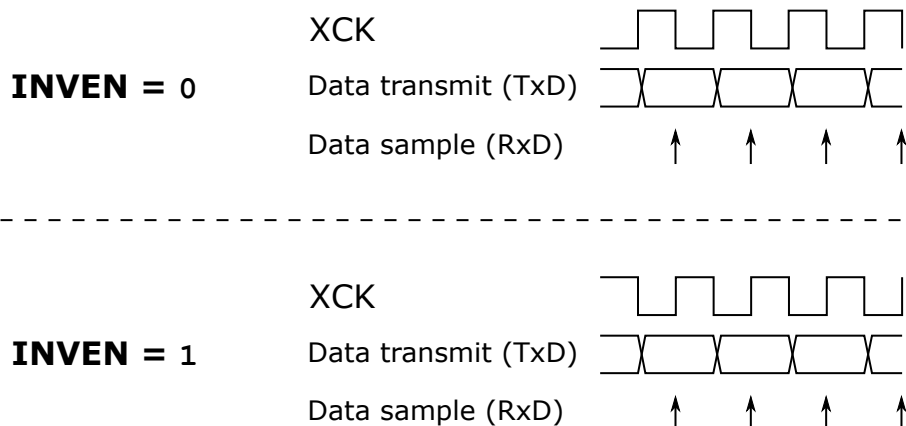 XCK
INVEN = 0
Data transmit (TxD)
Data sample (RxD)
XCK
INVEN = 1
Data transmit (TxD)
Data sample (RxD)